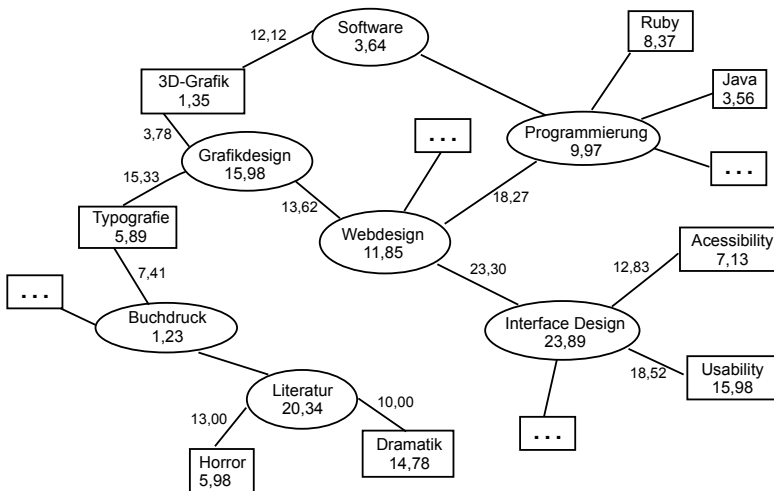 Software
3,64
12,12
Ruby
8,37
3D-Grafik
1,35
Java
3,56
3,78
...
Programmierung
9,97
Grafikdesign
15,98
...
15,33
13,62
18,27
Typografie
5,89
Webdesign
11,85
Acessibility
7,13
7,41
23,30
12,83
...
Buchdruck
1,23
Interface Design
23,89
Usability
15,98
18,52
Literatur
20,34
13,00
10,00
...
Dramatik
14,78
Horror
5,98